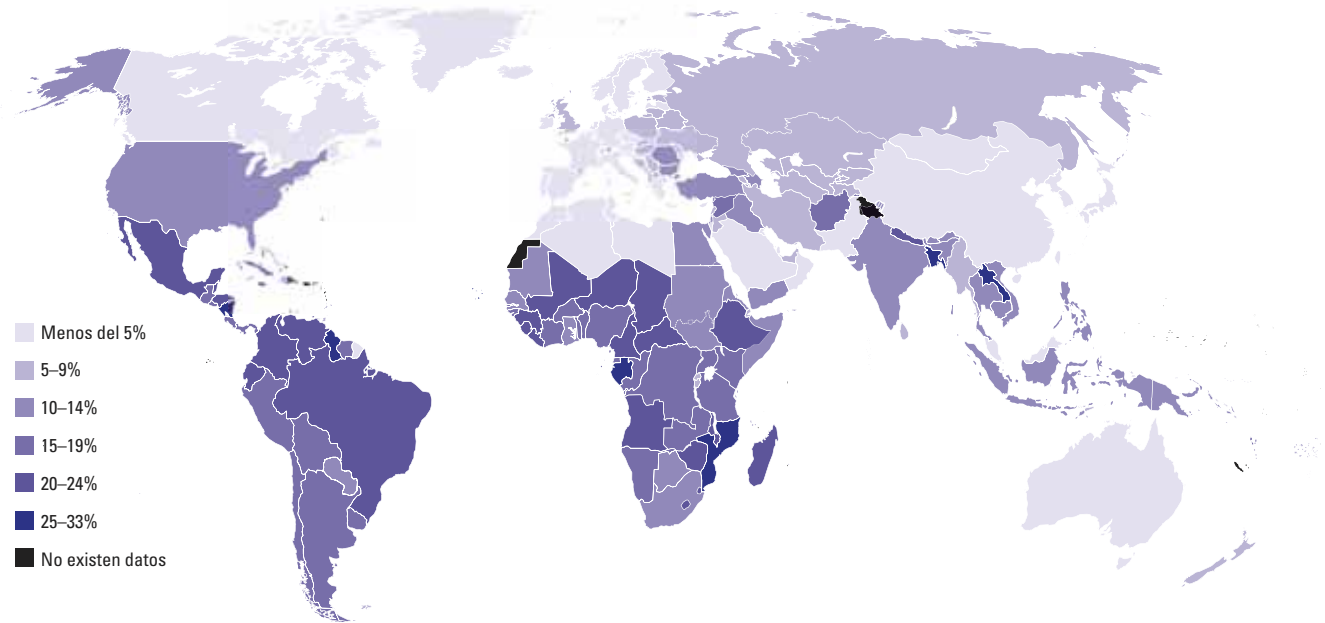 Menos del 5%
5–9%
10–14%
15–19%
20–24%
25–33%
No existen datos